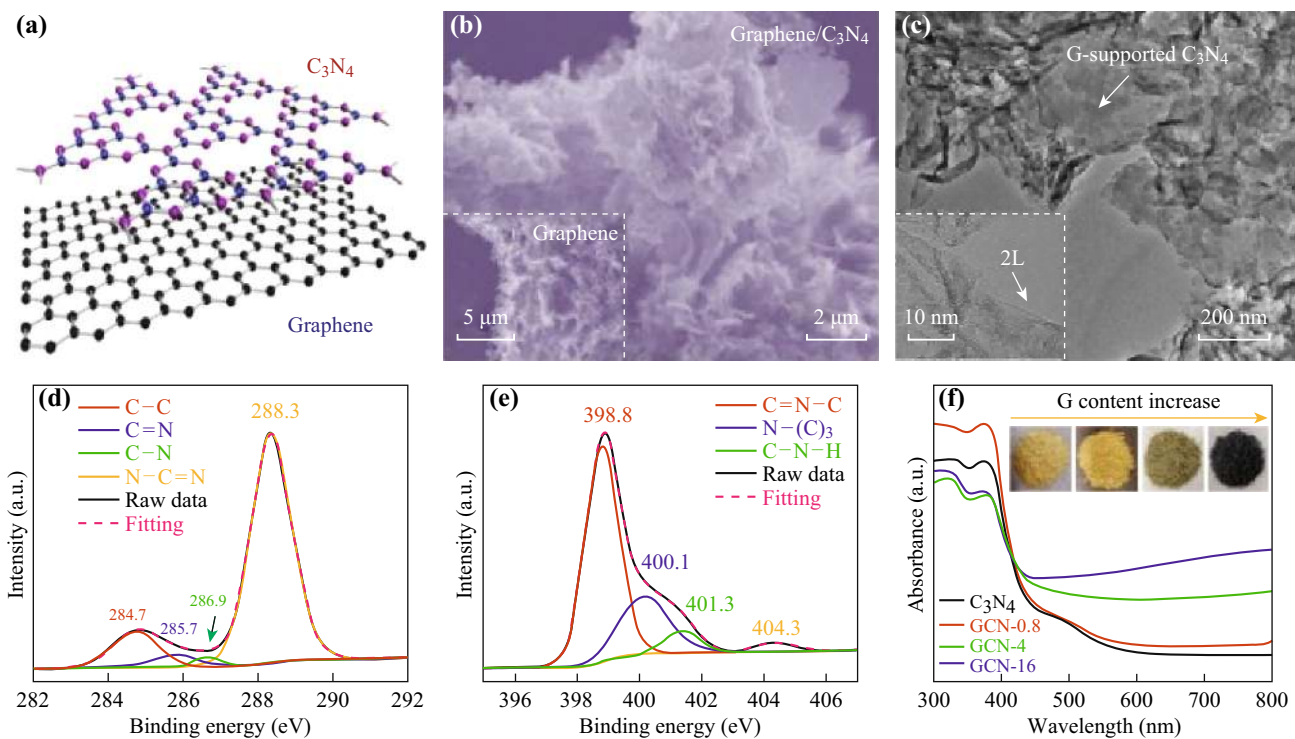 (a)
C₃N₄
Graphene
(b)
Graphene/C₃N₄
Graphene
5 μm
2 μm
(c)
G-supported C₃N₄
2L
10 nm
200 nm
(d)
C−C
C=N
C−N
N−C=N
Raw data
Fitting
288.3
284.7
285.7
286.9
Intensity (a.u.)
282 284 286 288 290 292
Binding energy (eV)
(e)
398.8
C=N−C
N−(C)₃
C−N−H
Raw data
Fitting
400.1
401.3
404.3
Intensity (a.u.)
396 398 400 402 404 406
Binding energy (eV)
(f)
G content increase
C₃N₄
GCN-0.8
GCN-4
GCN-16
Absorbance (a.u.)
300 400 500 600 700 800
Wavelength (nm)